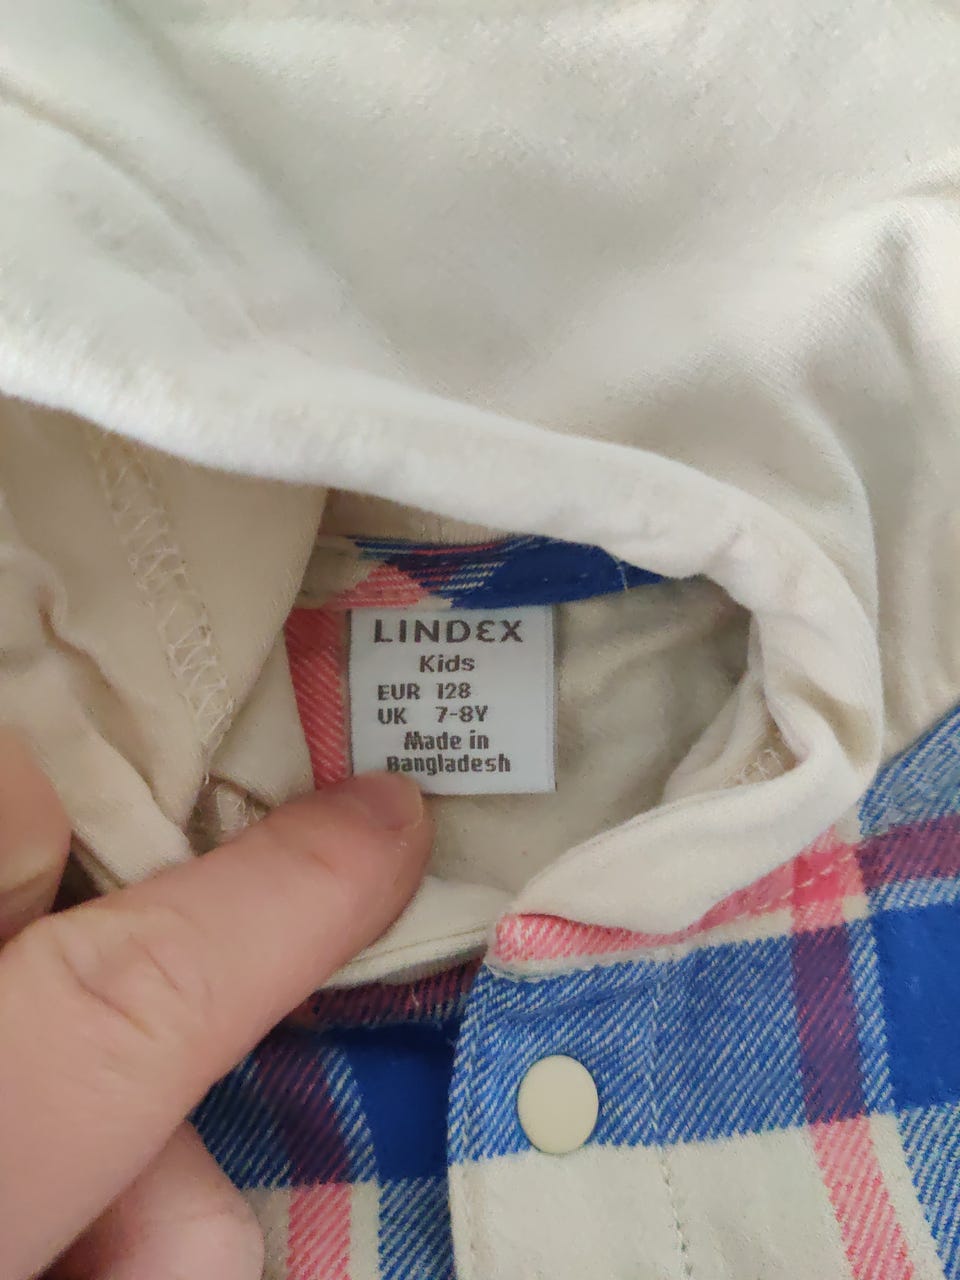 LINDEX
Kids
EUR 128
UK 7-8Y
Made in
Bangladesh